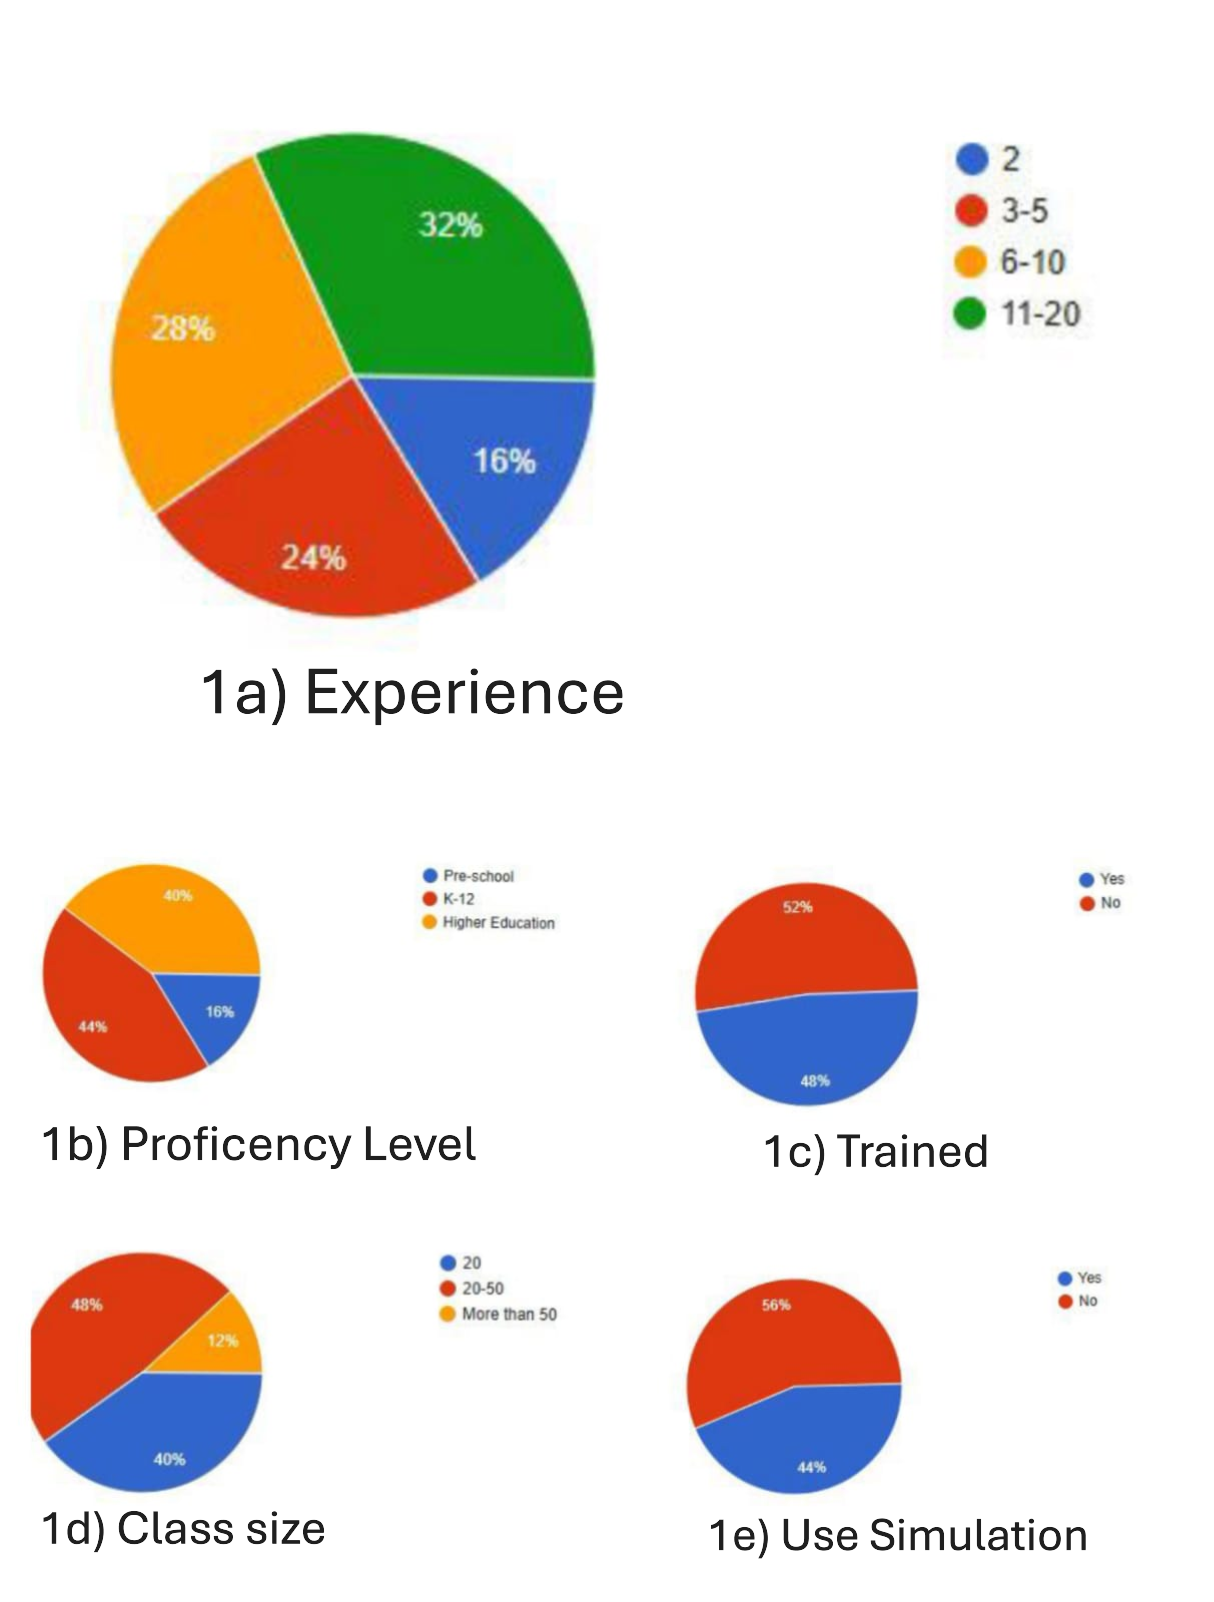 32%
28%
16%
24%
2
3-5
6-10
11-20
1a) Experience
40%
44%
16%
Pre-school
K-12
Higher Education
1b) Proficency Level
52%
48%
Yes
No
1c) Trained
48%
12%
40%
20
20-50
More than 50
1d) Class size
56%
44%
Yes
No
1e) Use Simulation